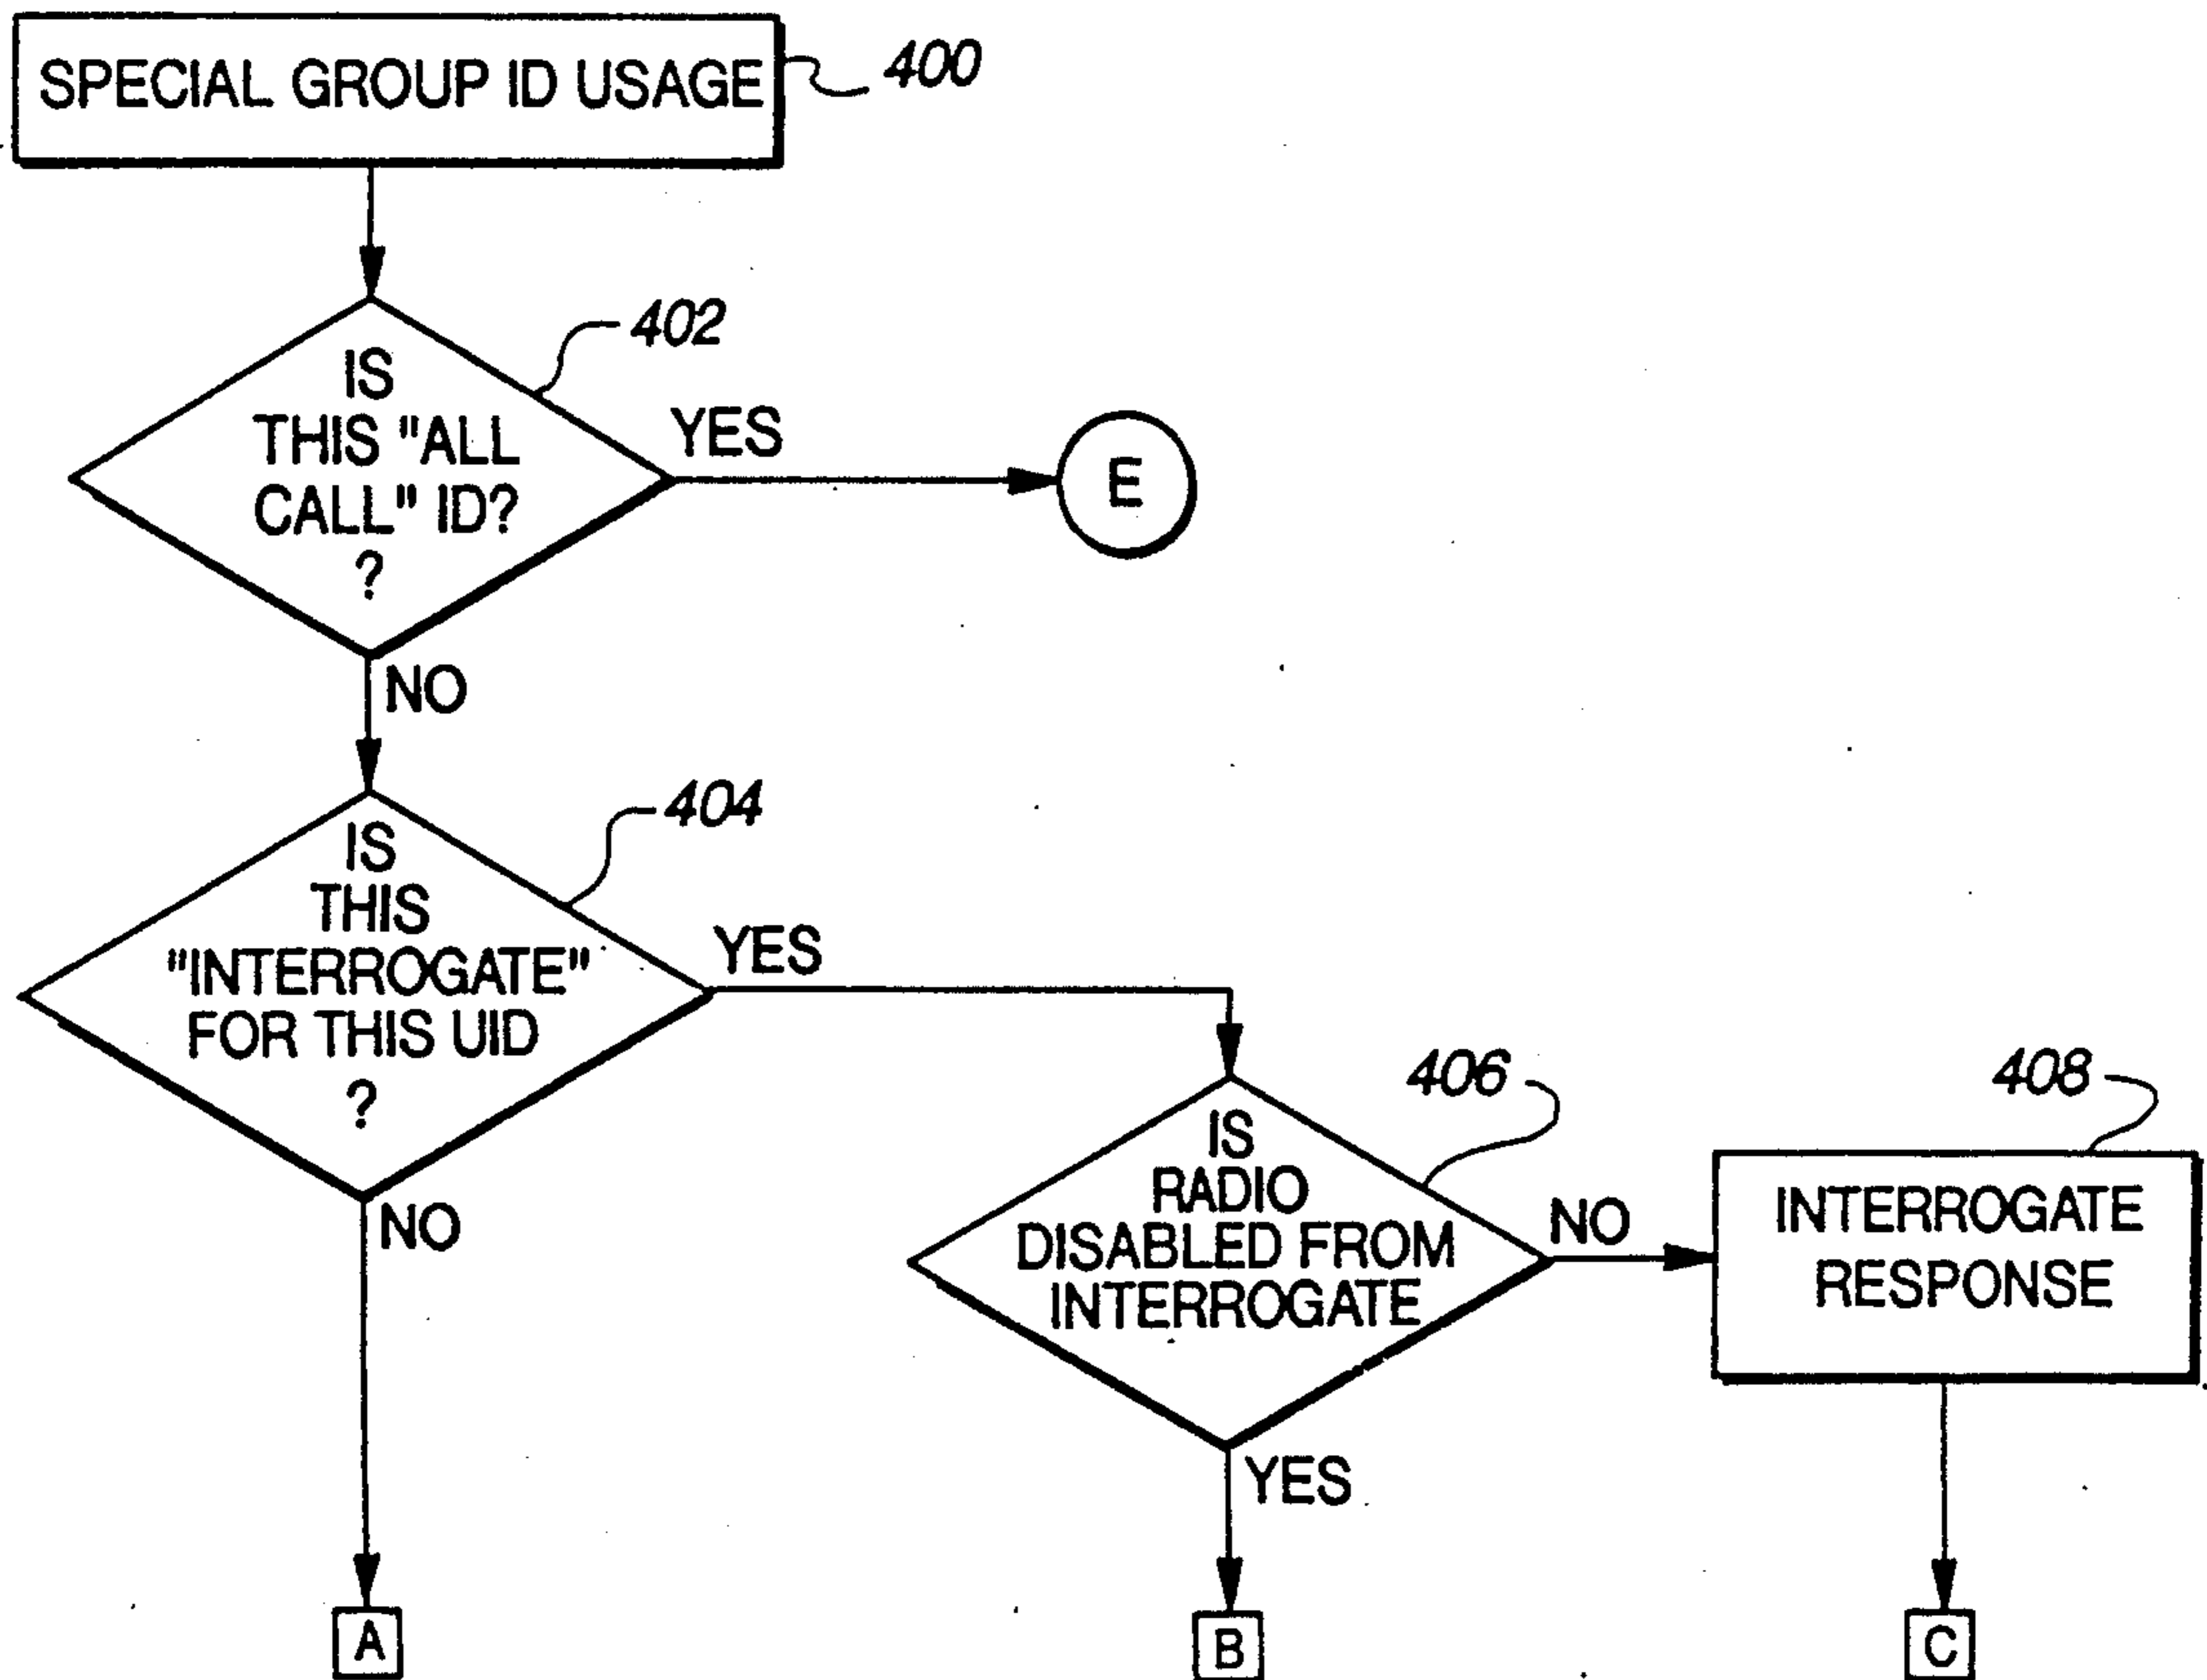 SPECIAL GROUP ID USAGE
400
402
IS
THIS "ALL
CALL" ID?
?
YES
E
NO
404
IS
THIS
"INTERROGATE"
FOR THIS UID
?
YES
NO
406
IS
RADIO
DISABLED FROM
INTERROGATE
NO
YES
408
INTERROGATE
RESPONSE
A
B
C